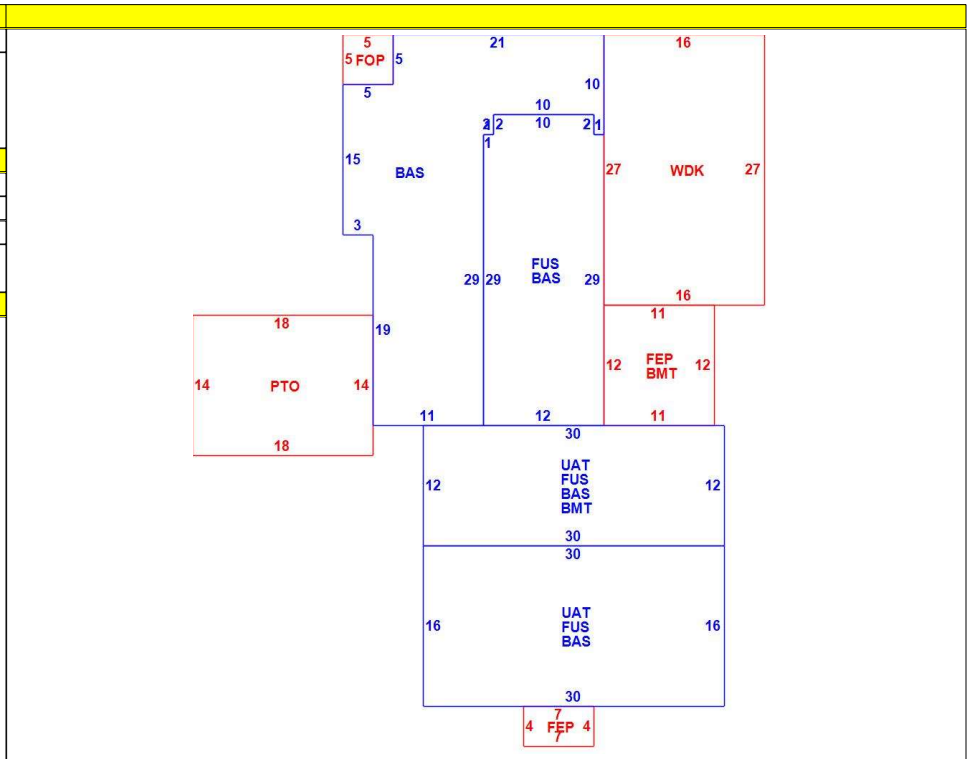 5 21 16
5 FOP 5
5
10
10
2 2 10 2 1
1
15 BAS 27 WDK 27
3
FUS
BAS
29 29 29
16
11
18
19
14 PTO 14
12 FEP 12
BMT
11 12 11
30
18
UAT
FUS
BAS
BMT
12 12
30
30
UAT
FUS
BAS
16 16
30
7
4 FEP 4
7